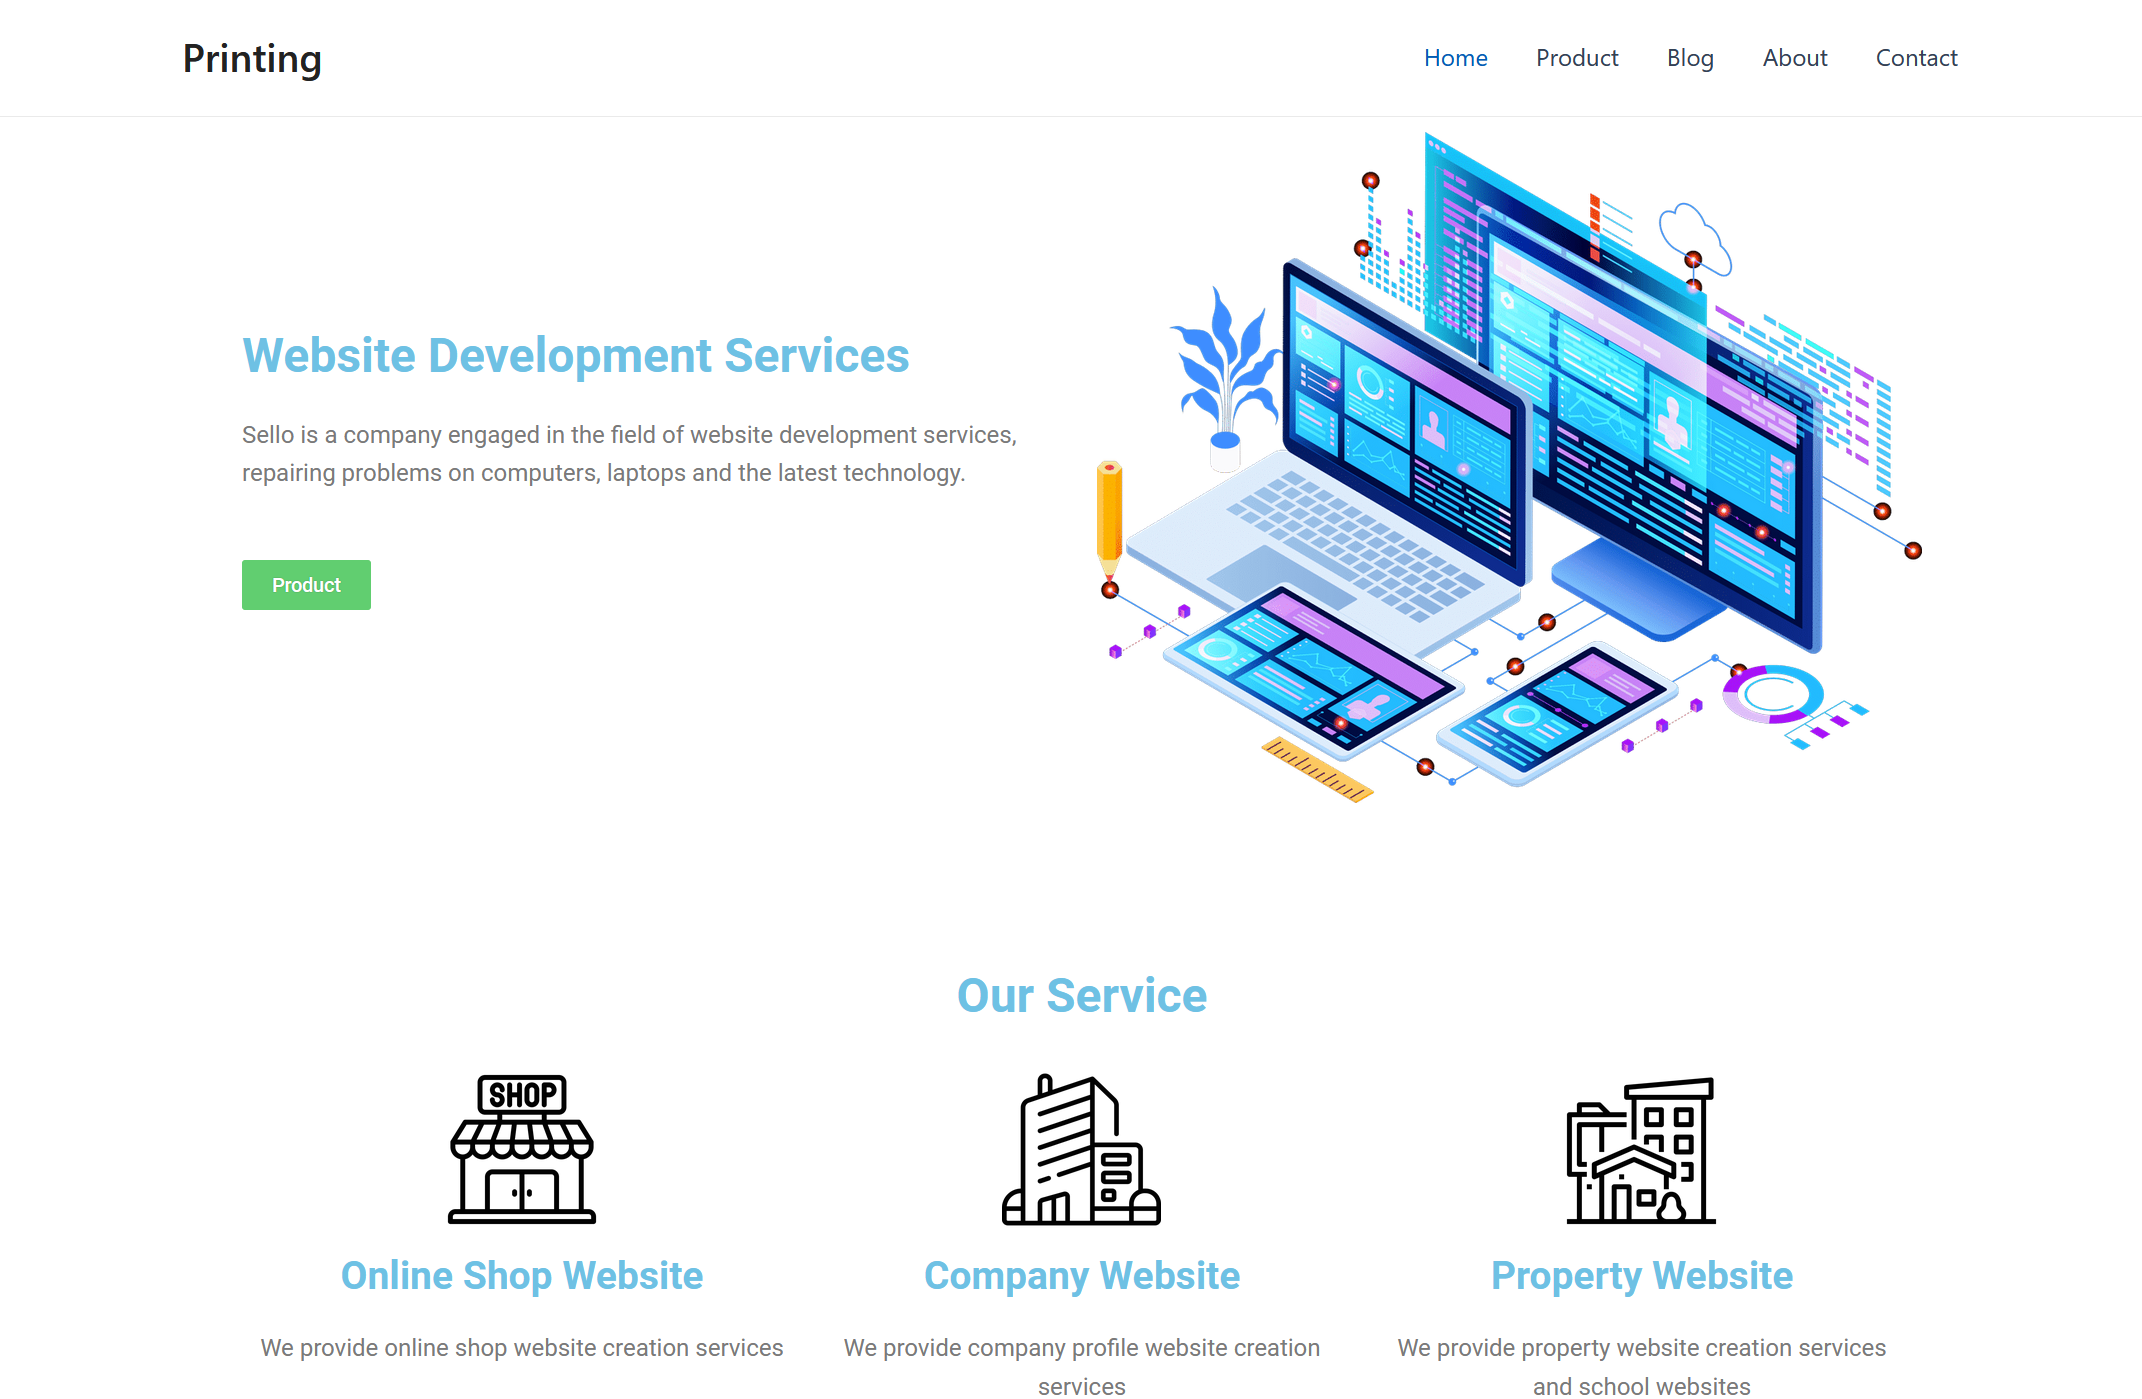 Printing
Home
Product
Blog
About
Contact
Website Development Services
Sello is a company engaged in the field of website development services,
repairing problems on computers, laptops and the latest technology.
Product
Our Service
SHOP
Online Shop Website
We provide online shop website creation services
Company Website
We provide company profile website creation
services
Property Website
We provide property website creation services
and school websites